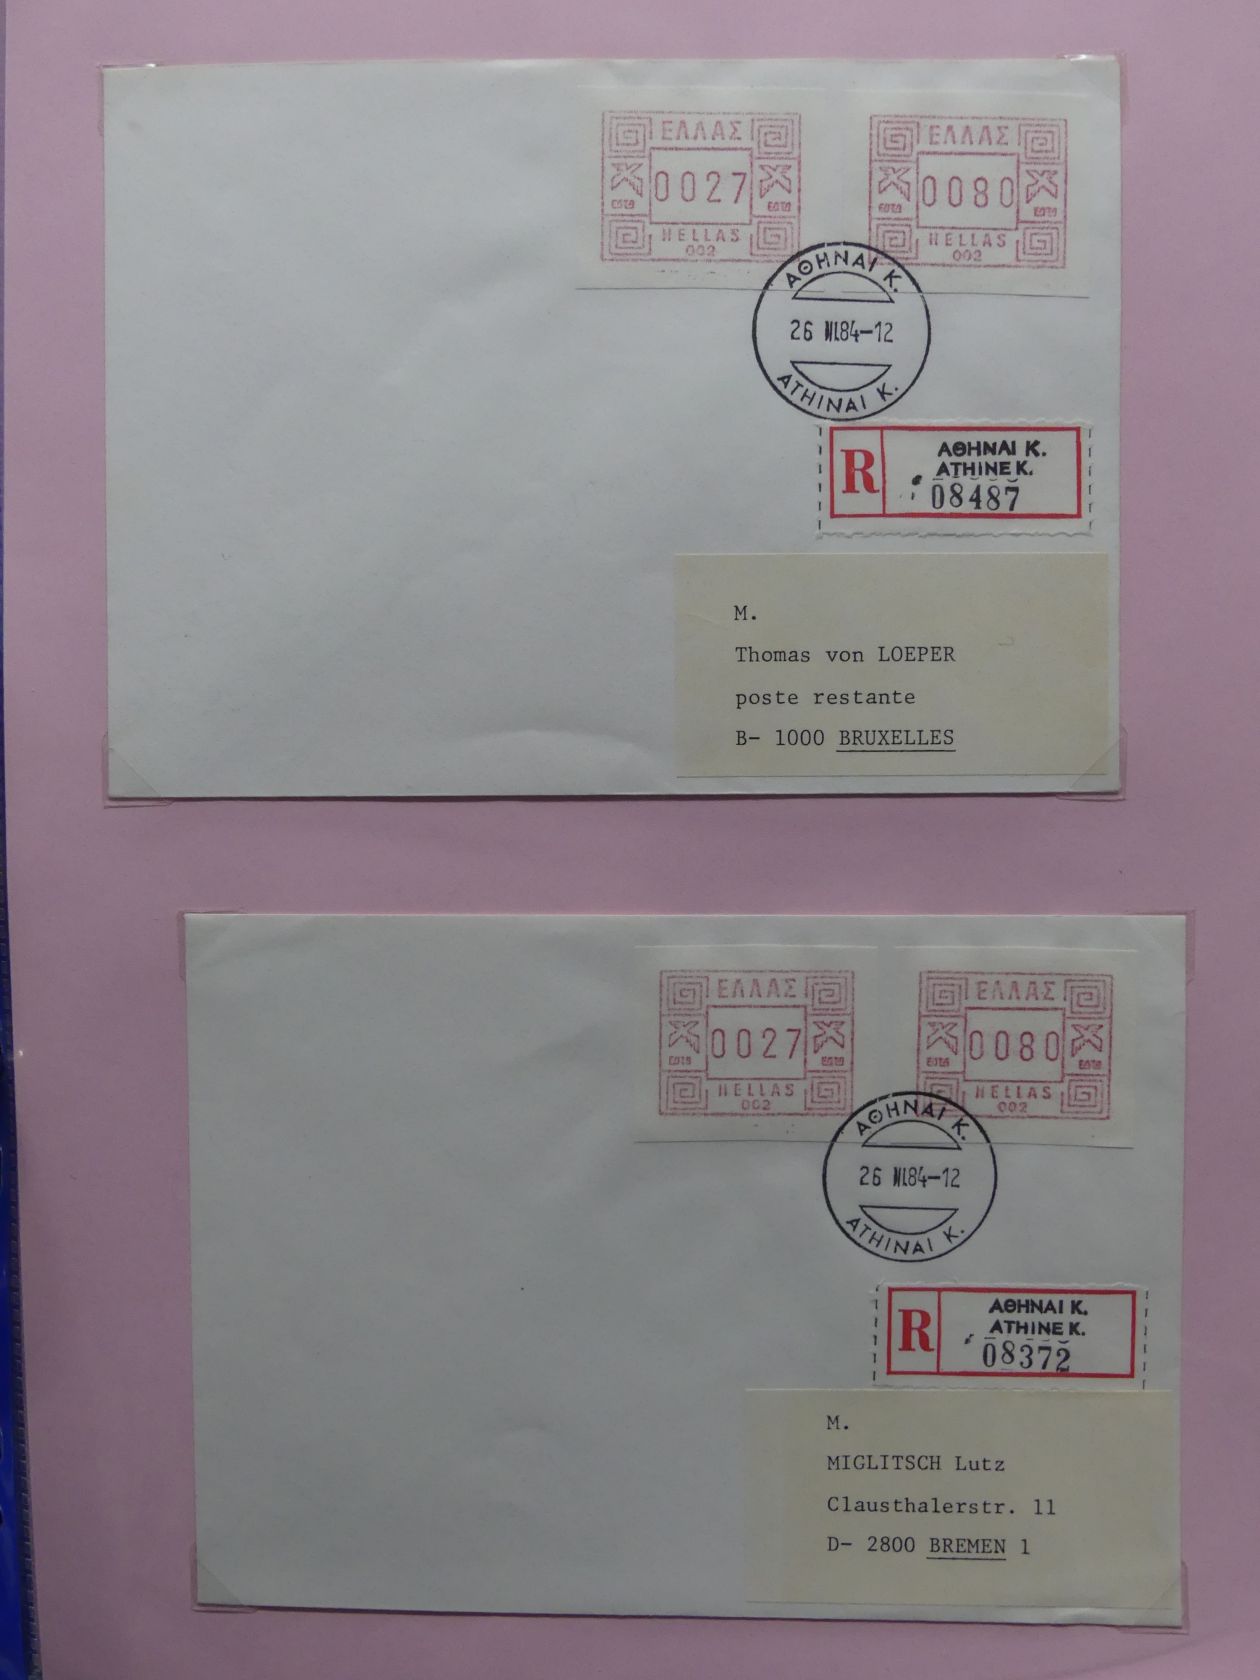 ΕΛΛΑΣ
0027
HELLAS
002
ΕΛΛΑΣ
0080
HELLAS
002
ΑΘΗΝΑΙ Κ.
26 VI.84-12
ATHINAI K.
R
ΑΘΗΝΑΙ Κ.
ATHINE K.
08487
M.
Thomas von LOEPER
poste restante
B- 1000 BRUXELLES
ΕΛΛΑΣ
0027
HELLAS
002
ΕΛΛΑΣ
0080
HELLAS
002
ΑΘΗΝΑΙ Κ.
26 VI.84-12
ATHINAI K.
R
ΑΘΗΝΑΙ Κ.
ATHINE K.
08372
M.
MIGLITSCH Lutz
Clausthalerstr. 11
D- 2800 BREMEN 1